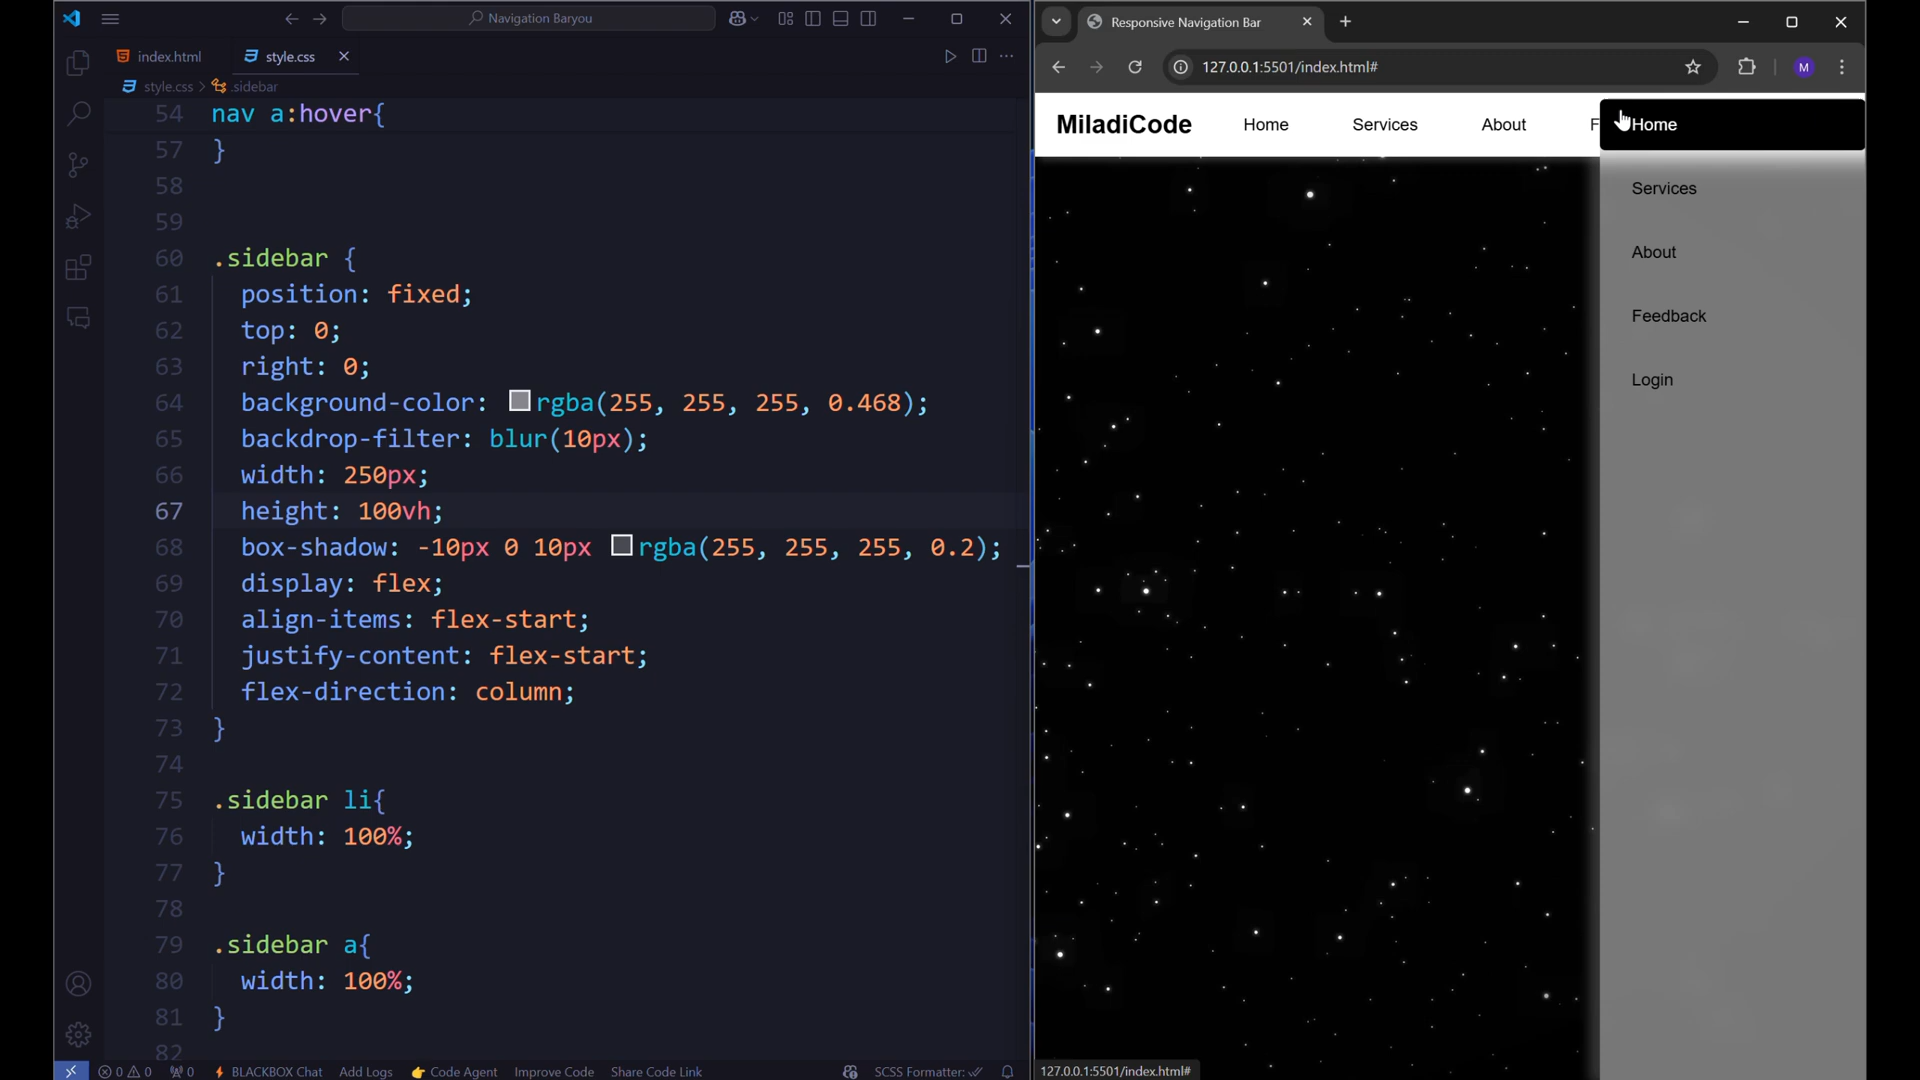 Navigation Baryou
index.html
style.css
style.css > .sidebar
54 nav a:hover{
57 }
58
59
60 .sidebar {
61 position: fixed;
62 top: 0;
63 right: 0;
64 background-color: rgba(255, 255, 255, 0.468);
65 backdrop-filter: blur(10px);
66 width: 250px;
67 height: 100vh;
68 box-shadow: -10px 0 10px rgba(255, 255, 255, 0.2);
69 display: flex;
70 align-items: flex-start;
71 justify-content: flex-start;
72 flex-direction: column;
73 }
74
75 .sidebar li{
76 width: 100%;
77 }
78
79 .sidebar a{
80 width: 100%;
81 }
82
0 0 0 BLACKBOX Chat Add Logs Code Agent Improve Code Share Code Link SCSS Formatter:
Responsive Navigation Bar
127.0.0.1:5501/index.html#
M
MiladiCode Home Services About F
Home
Services
About
Feedback
Login
127.0.0.1:5501/index.html#